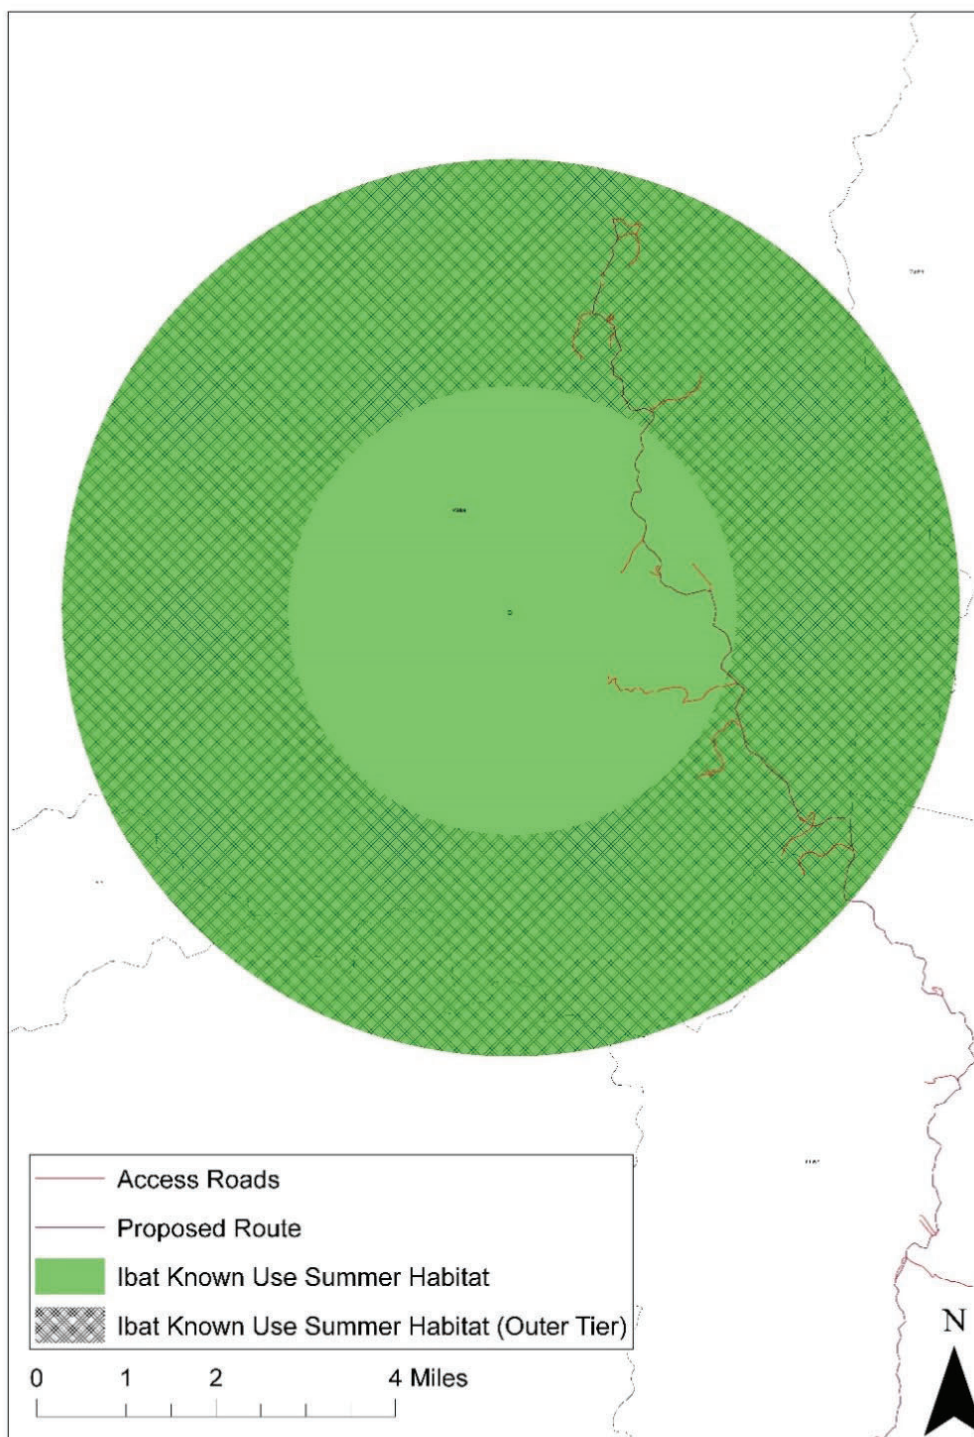 Access Roads
Proposed Route
Ibat Known Use Summer Habitat
Ibat Known Use Summer Habitat (Outer Tier)
0 1 2 4 Miles
N